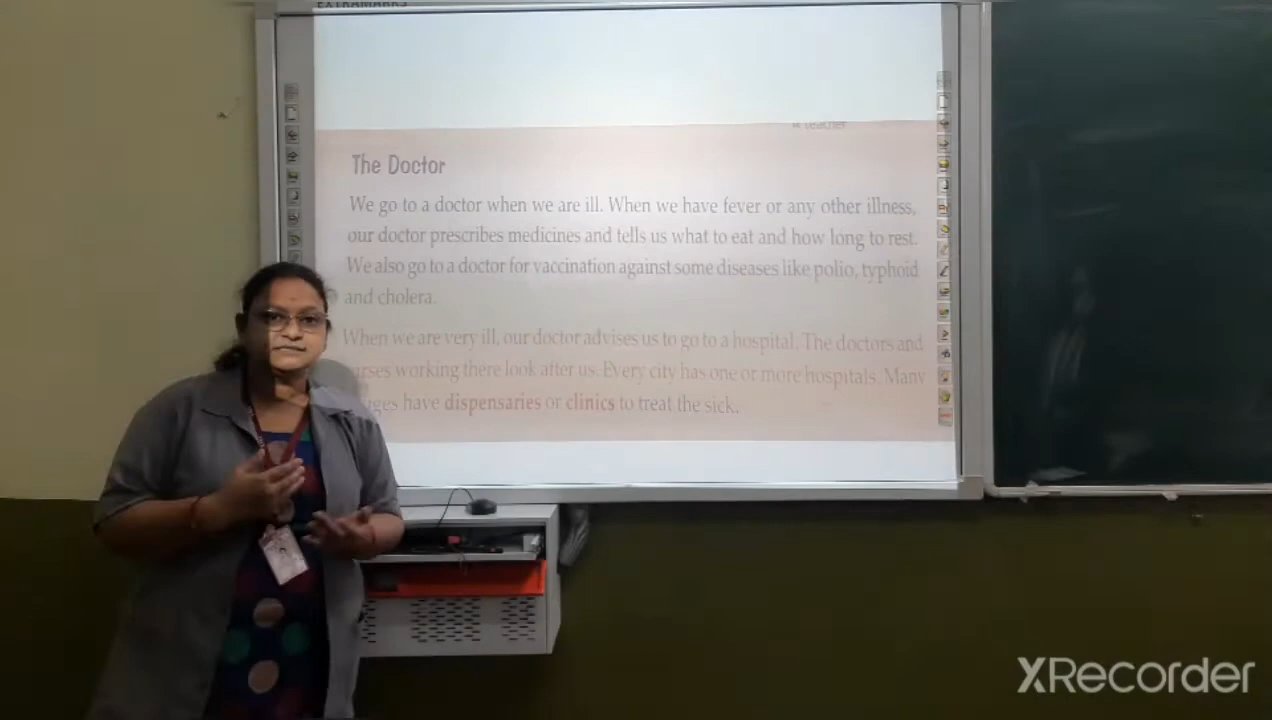 EXTRAMARKS
A Teacher
The Doctor
We go to a doctor when we are ill. When we have fever or any other illness,
our doctor prescribes medicines and tells us what to eat and how long to rest.
We also go to a doctor for vaccination against some diseases like polio, typhoid
and cholera.
When we are very ill, our doctor advises us to go to a hospital. The doctors and
working there look after us. Every city has one or more hospitals. Many
have dispensaries or clinics to treat the sick.
XRecorder